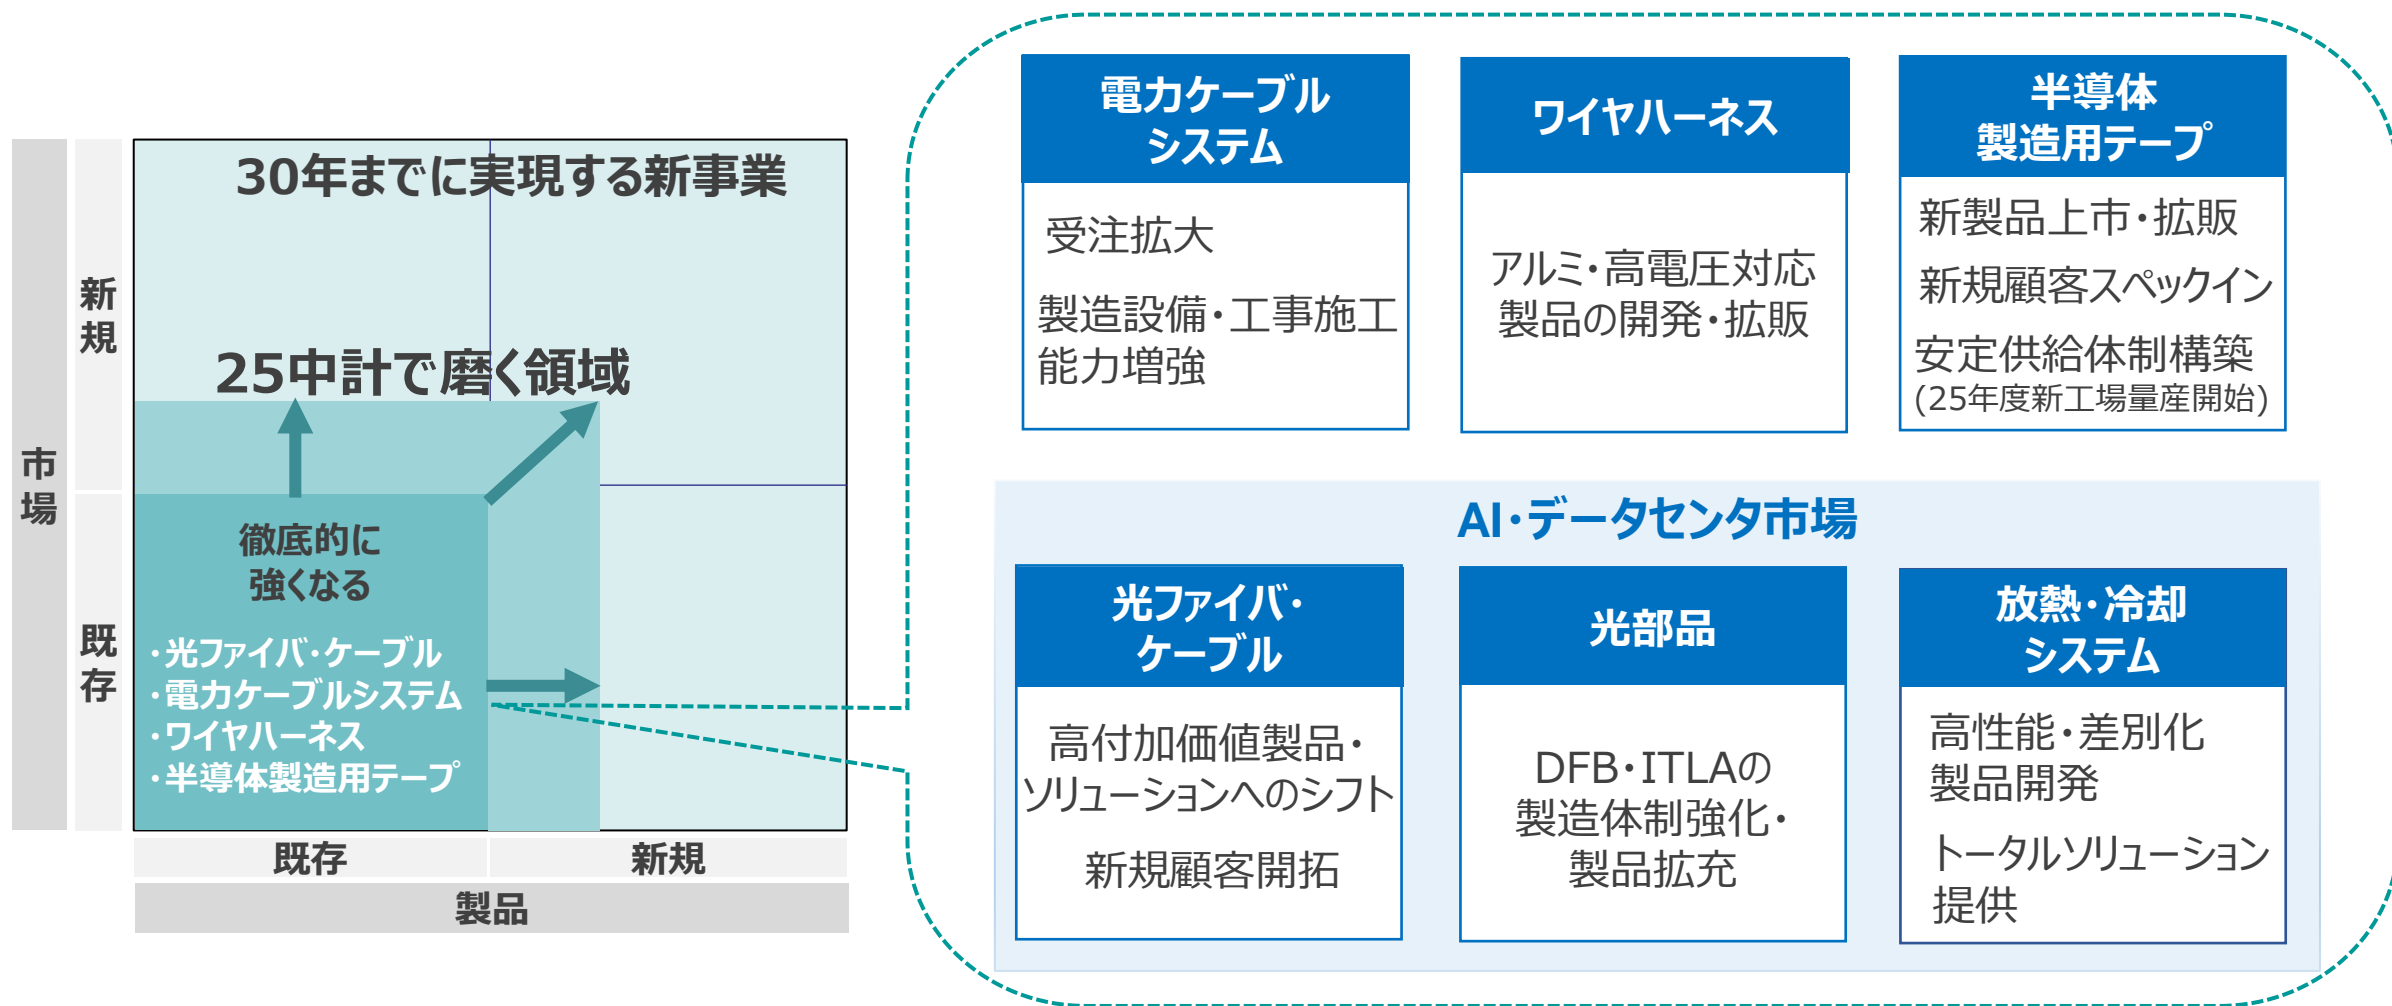 30年までに実現する新事業
25中計で磨く領域
市場
新規
既存
徹底的に
強くなる
・光ファイバ・ケーブル
・電力ケーブルシステム
・ワイヤハーネス
・半導体製造用テープ
既存
新規
製品
電力ケーブル
システム
受注拡大
製造設備・工事施工
能力増強
ワイヤハーネス
アルミ・高電圧対応
製品の開発・拡販
半導体
製造用テープ
新製品上市・拡販
新規顧客スペックイン
安定供給体制構築
(25年度新工場量産開始)
AI・データセンタ市場
光ファイバ・
ケーブル
高付加価値製品・
ソリューションへのシフト
新規顧客開拓
光部品
DFB・ITLAの
製造体制強化・
製品拡充
放熱・冷却
システム
高性能・差別化
製品開発
トータルソリューション
提供